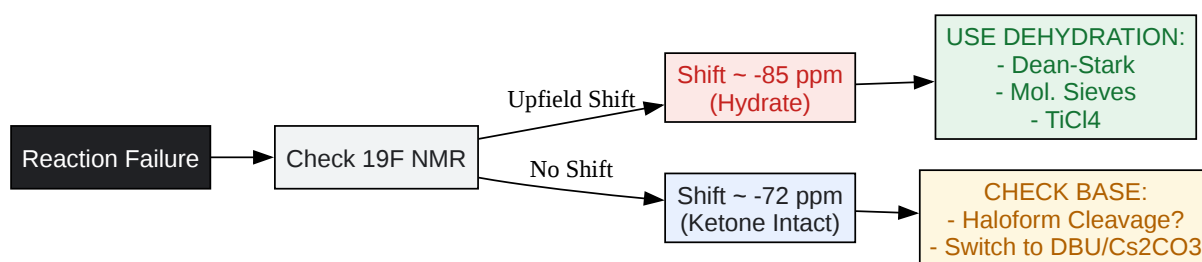 Reaction Failure
Check 19F NMR
Upfield Shift
No Shift
Shift ~ -85 ppm
(Hydrate)
Shift ~ -72 ppm
(Ketone Intact)
USE DEHYDRATION:
- Dean-Stark
- Mol. Sieves
- TiCl4
CHECK BASE:
- Haloform Cleavage?
- Switch to DBU/Cs2CO3